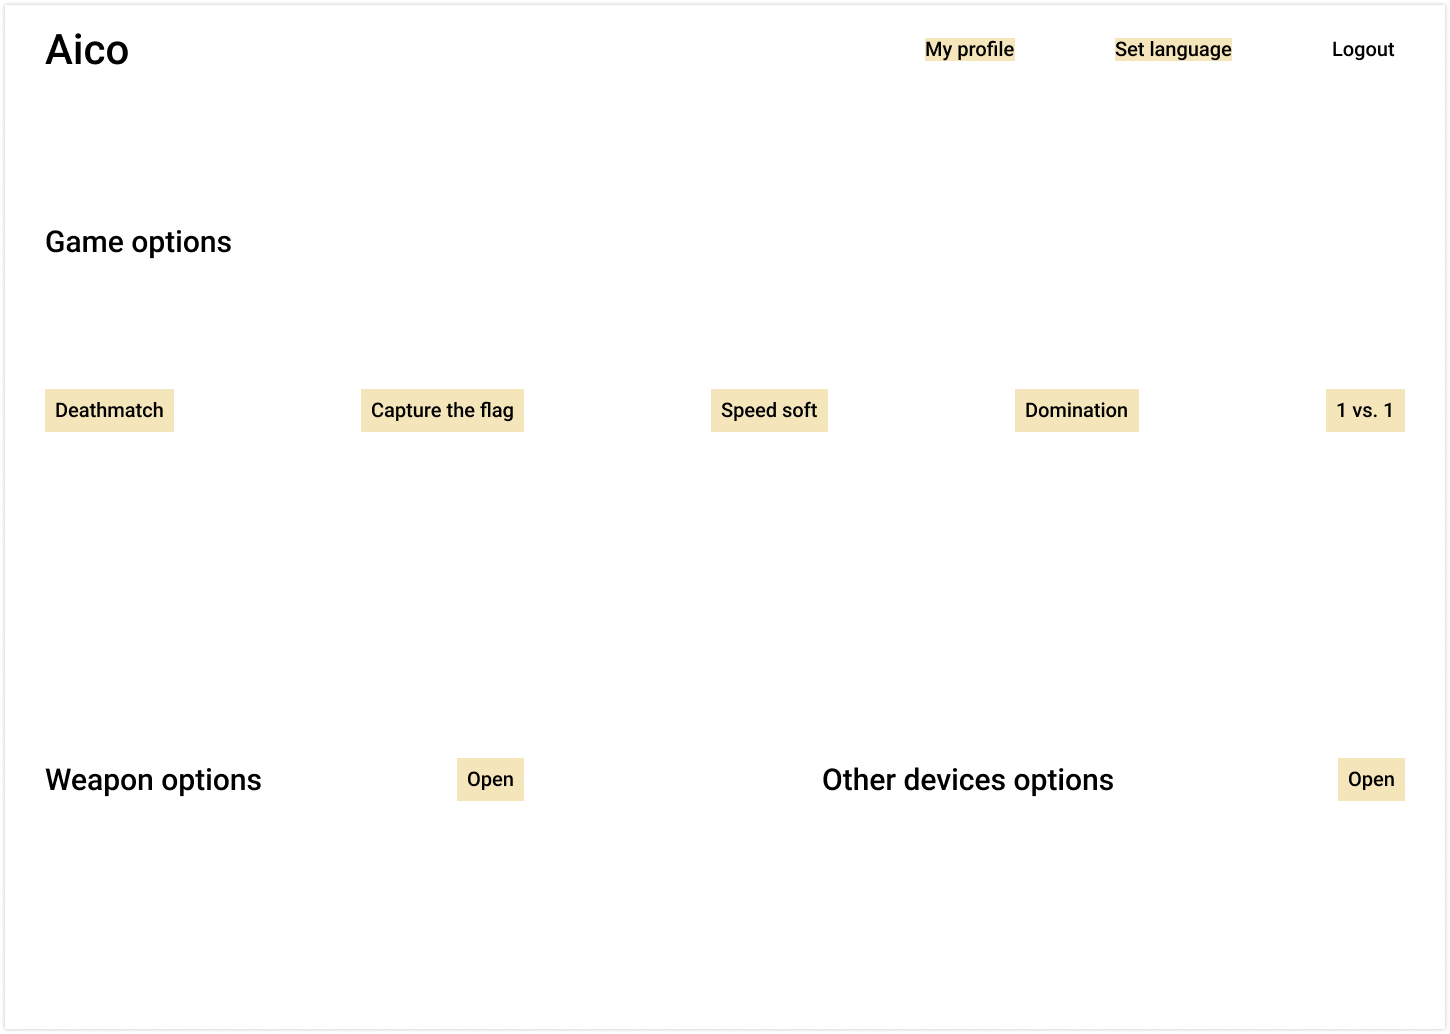 Aico
My profile
Set language
Logout
Game options
Deathmatch
Capture the flag
Speed soft
Domination
1 vs. 1
Weapon options
Open
Other devices options
Open